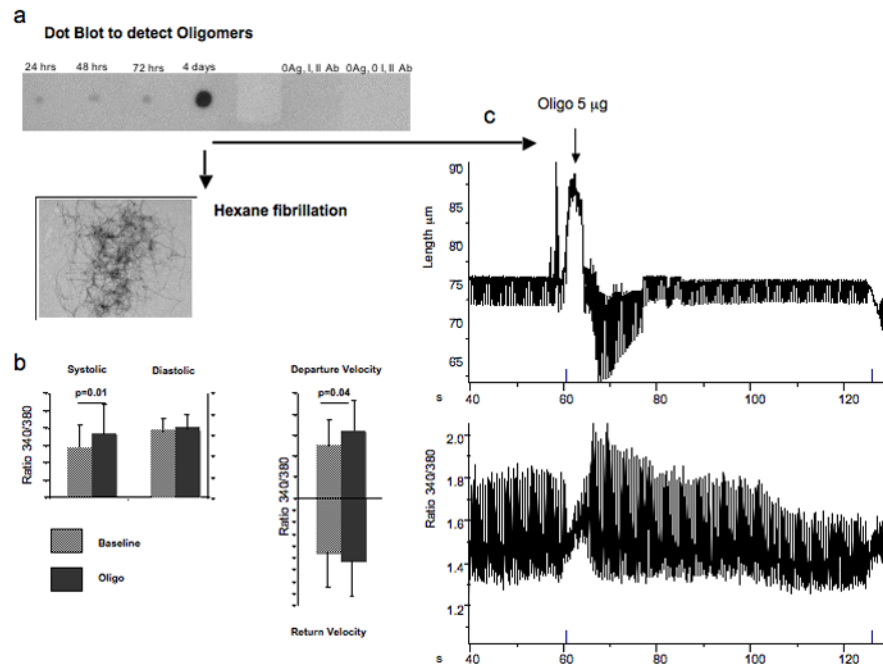 a
Dot Blot to detect Oligomers
24 hrs 48 hrs 72 hrs 4 days 0Ag, I, II Ab 0Ag, 0 I, II Ab
Hexane fibrillation
b
Systolic Diastolic
p=0.01
Ratio 340/380
Baseline
Oligo
Departure Velocity
p=0.04
Ratio 340/380
Return Velocity
c
Oligo 5 µg
Length µm
90
85
80
75
70
65
s 40 60 80 100 120
Ratio 340/380
2.0
1.8
1.6
1.4
1.2
s 40 60 80 100 120